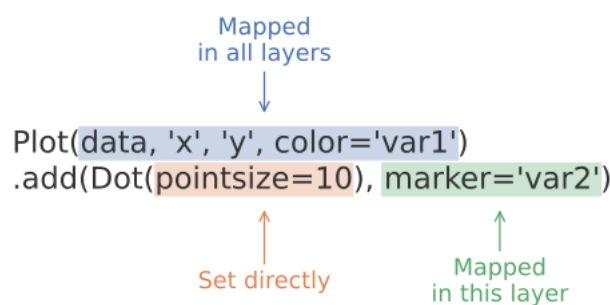 Mapped
in all layers
Plot(data, 'x', 'y', color='var1')
.add(Dot(pointsize=10), marker='var2')
Set directly
Mapped
in this layer